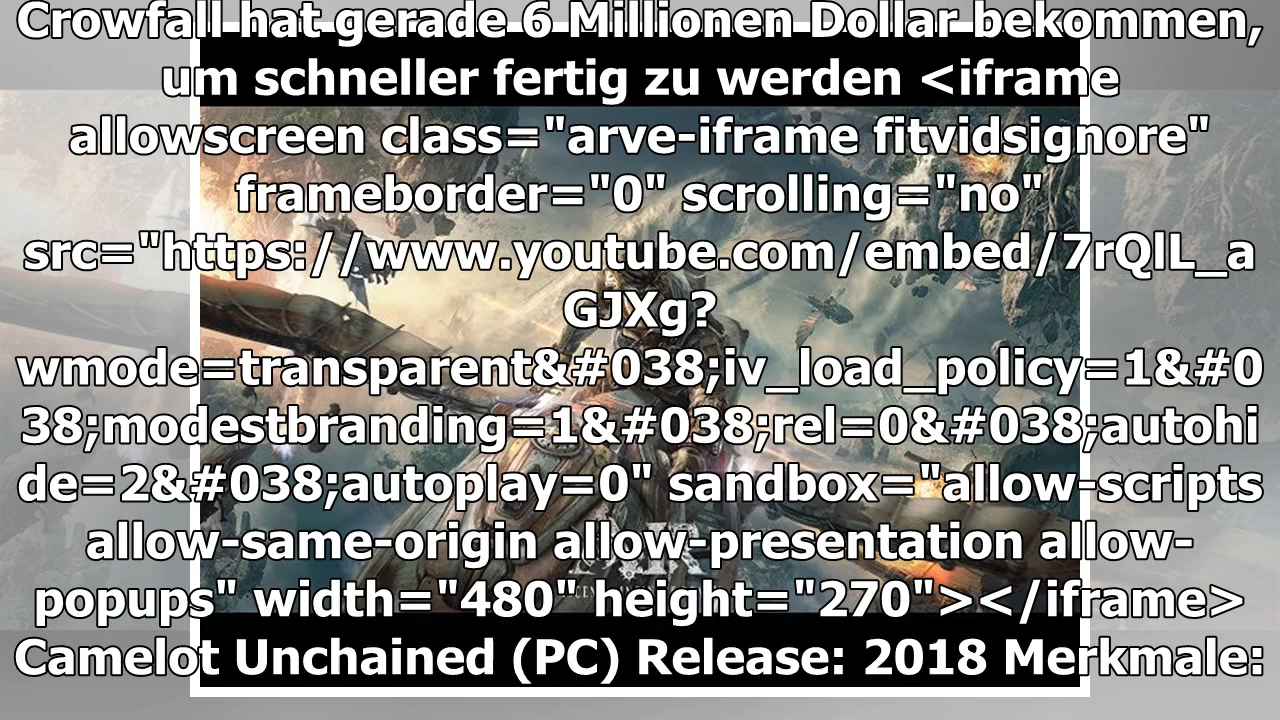 Crowfall hat gerade 6 Millionen Dollar bekommen,
um schneller fertig zu werden <iframe
allowscreen class="arve-iframe fitvidsignore"
frameborder="0" scrolling="no"
src="https://www.youtube.com/embed/7rQlL_a
GJXg?
wmode=transparent&#038;iv_load_policy=1&#0
38;modestbranding=1&#038;rel=0&#038;autohi
de=2&#038;autoplay=0" sandbox="allow-scripts
allow-same-origin allow-presentation allow-
popups" width="480" height="270"></iframe>
Camelot Unchained (PC) Release: 2018 Merkmale: